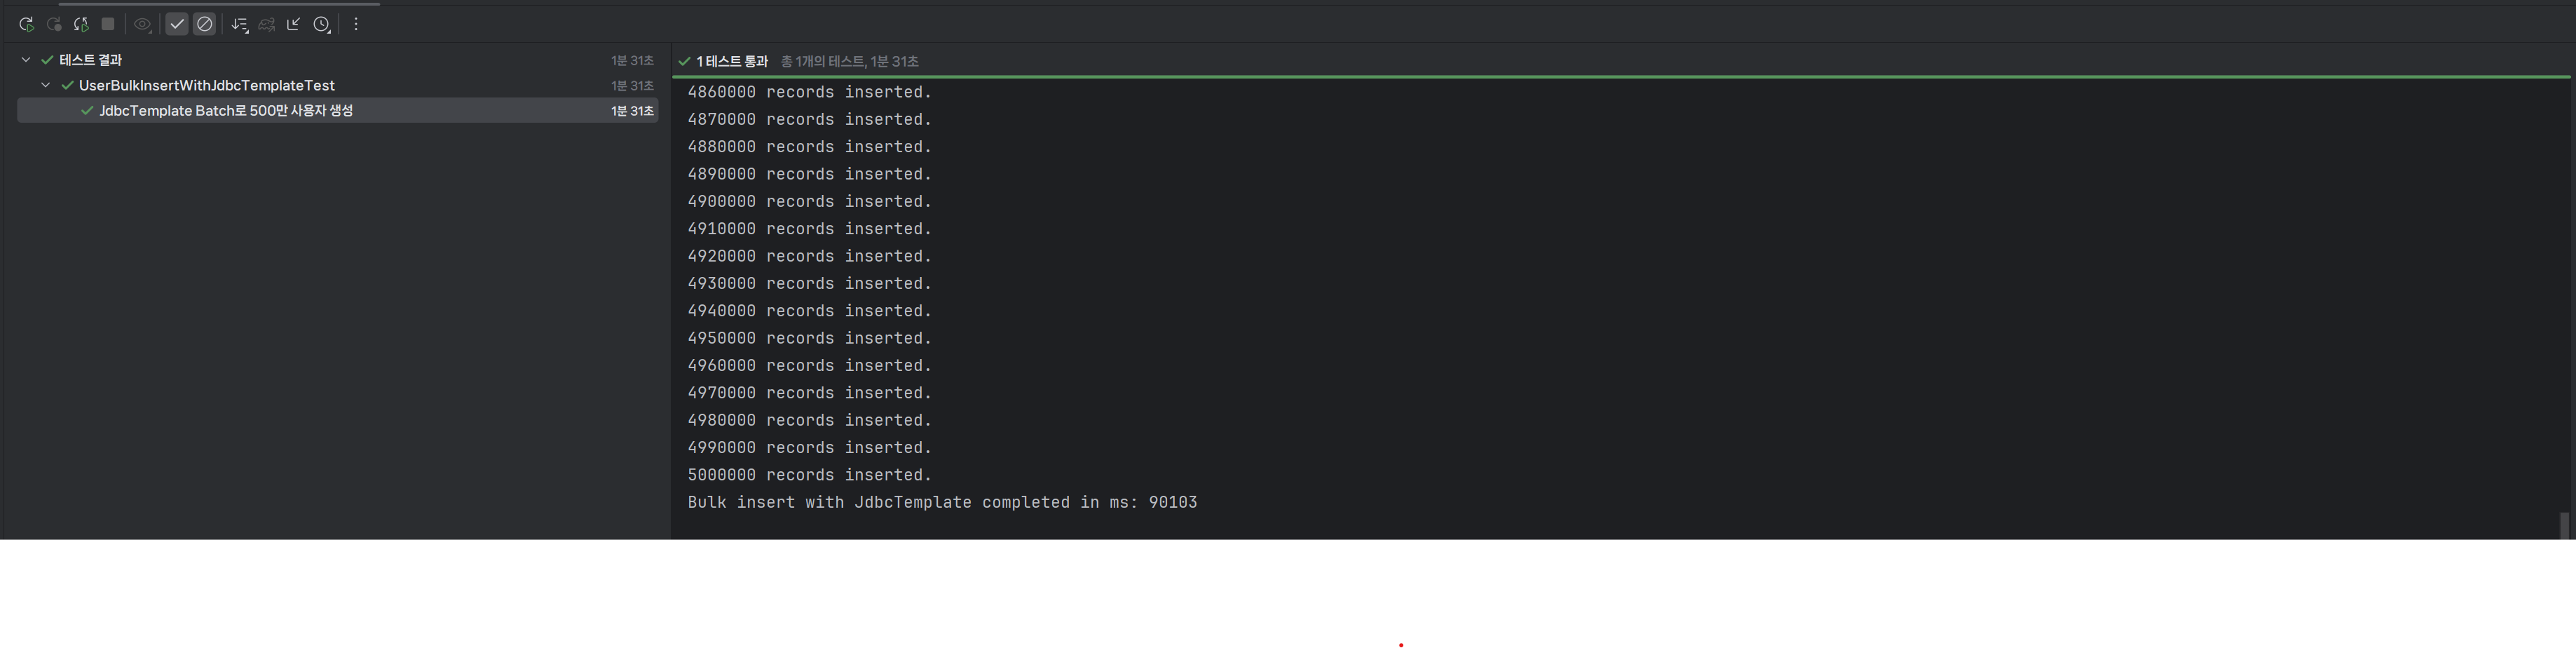 테스트 결과 1분 31초
UserBulkInsertWithJdbcTemplateTest 1분 31초
JdbcTemplate Batch로 500만 사용자 생성 1분 31초
1 테스트 통과 총 1개의 테스트, 1분 31초
4860000 records inserted.
4870000 records inserted.
4880000 records inserted.
4890000 records inserted.
4900000 records inserted.
4910000 records inserted.
4920000 records inserted.
4930000 records inserted.
4940000 records inserted.
4950000 records inserted.
4960000 records inserted.
4970000 records inserted.
4980000 records inserted.
4990000 records inserted.
5000000 records inserted.
Bulk insert with JdbcTemplate completed in ms: 90103